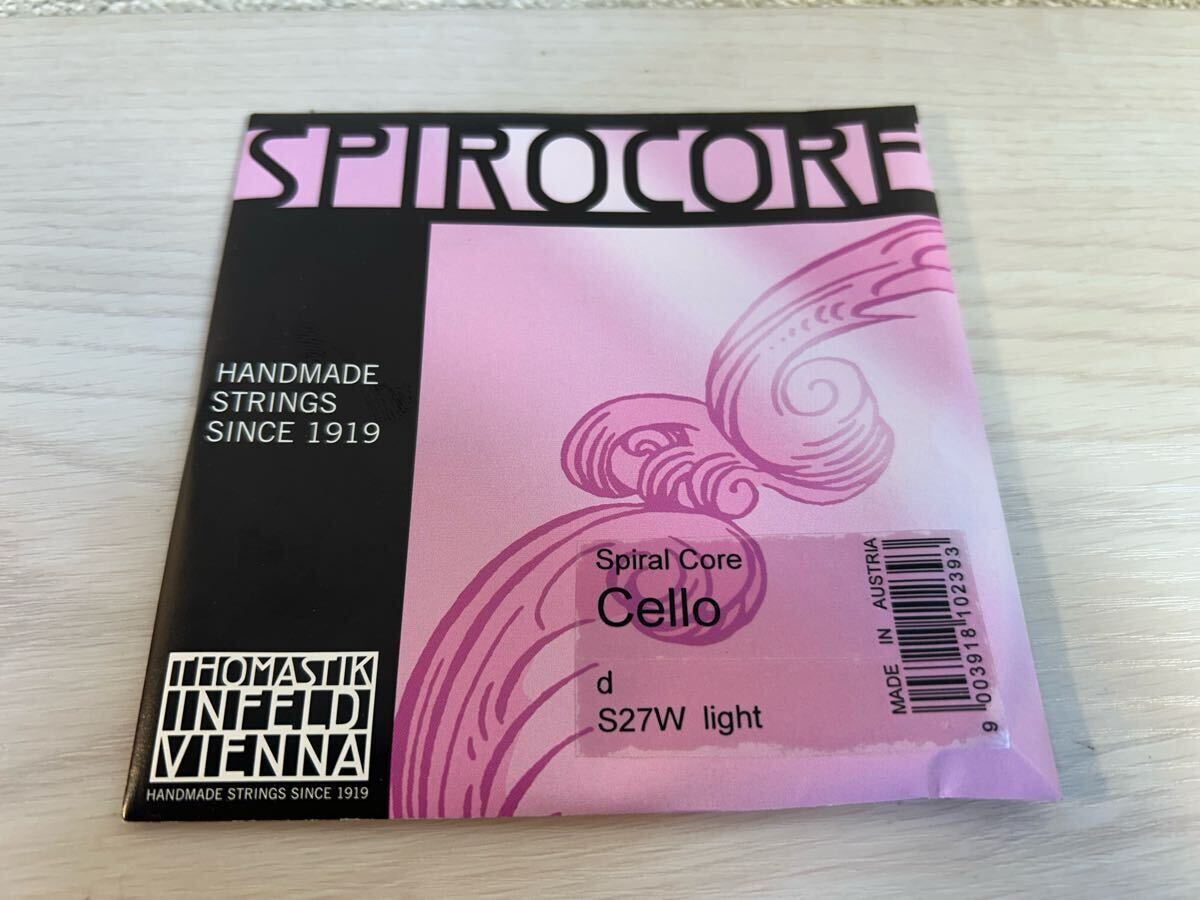 SPIROCORE
HANDMADE
STRINGS
SINCE 1919
Spiral Core
Cello
d
S27W light
MADE IN AUSTRIA
9 003918 102393
THOMASTIK
INFELD
VIENNA
HANDMADE STRINGS SINCE 1919